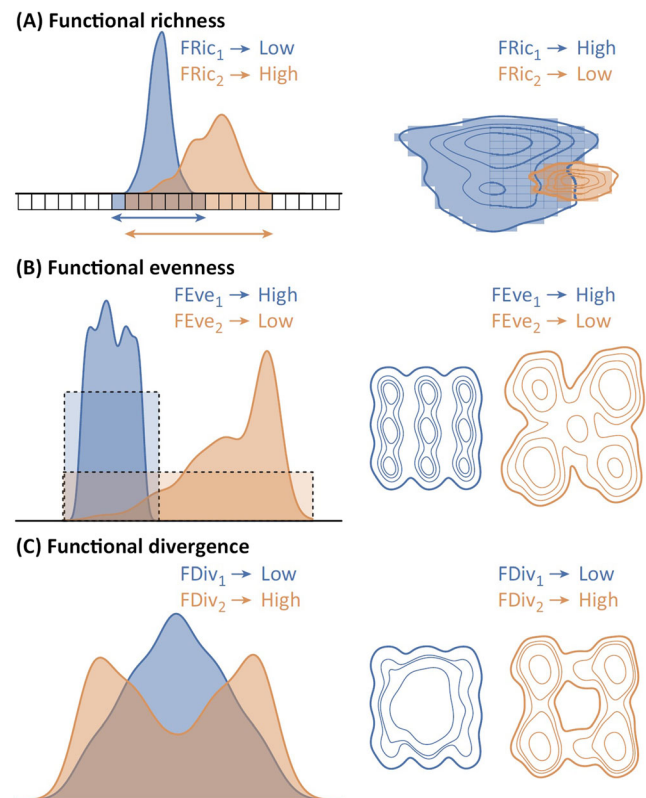 (A) Functional richness
FRic₁ → Low
FRic₂ → High
FRic₁ → High
FRic₂ → Low
(B) Functional evenness
FEve₁ → High
FEve₂ → Low
FEve₁ → High
FEve₂ → Low
(C) Functional divergence
FDiv₁ → Low
FDiv₂ → High
FDiv₁ → Low
FDiv₂ → High